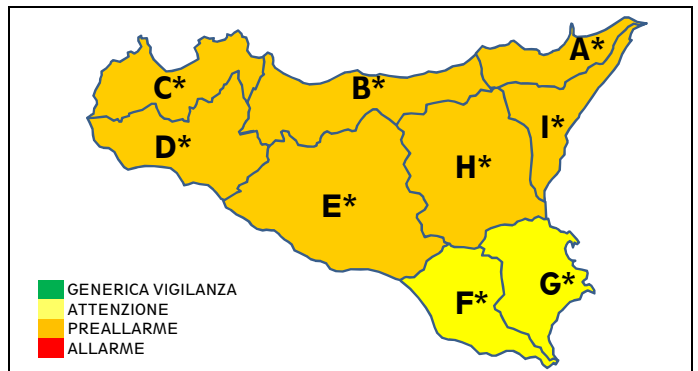 A*
C*
B*
I*
D*
H*
E*
G*
F*
GENERICA VIGILANZA
ATTENZIONE
PREALLARME
ALLARME